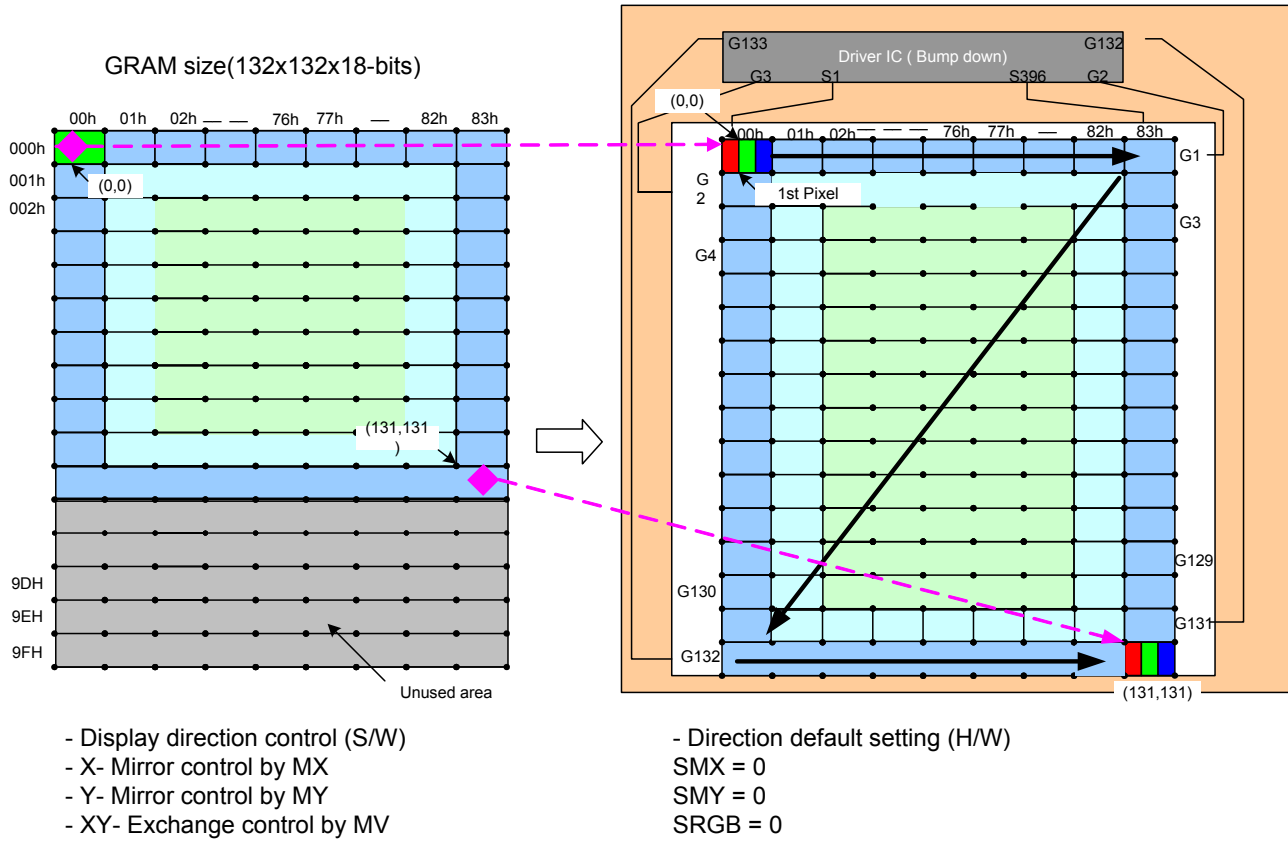 GRAM size(132x132x18-bits)
00h 01h 02h — — 76h 77h — 82h 83h
000h
001h
002h
(0,0)
(131,131
)
9DH
9EH
9FH
Unused area
- Display direction control (S/W)
- X- Mirror control by MX
- Y- Mirror control by MY
- XY- Exchange control by MV
G133 Driver IC ( Bump down) G132
G3 S1 S396 G2
(0,0)
00h 01h 02h — — — 76h 77h — 82h 83h
G1
G
2
1st Pixel
G3
G4
G129
G130
G131
G132
(131,131)
- Direction default setting (H/W)
SMX = 0
SMY = 0
SRGB = 0